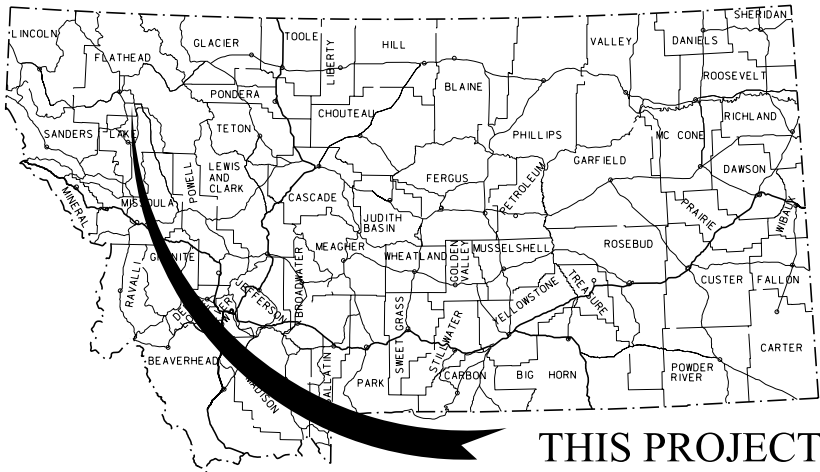 SHERIDAN
LINCOLN
FLATHEAD
GLACIER
TOOLE
LIBERTY
HILL
BLAINE
VALLEY
DANIELS
ROOSEVELT
PONDERA
CHOUTEAU
PHILLIPS
RICHLAND
SANDERS
LAKE
TETON
MC CONE
LEWIS
AND
CLARK
POWELL
CASCADE
FERGUS
PETROLEUM
GARFIELD
DAWSON
MINERAL
MISSOULA
JUDITH
BASIN
PRAIRIE
WIBAUX
GRANITE
MEAGHER
WHEATLAND
GOLDEN
VALLEY
MUSSELSHELL
ROSEBUD
RAVALLI
JEFFERSON
BROADWATER
YELLOWSTONE
TREASURE
CUSTER
FALLON
SWEET GRASS
STILLWATER
BEAVERHEAD
PARK
CARBON
BIG HORN
POWDER
RIVER
CARTER
THIS PROJECT